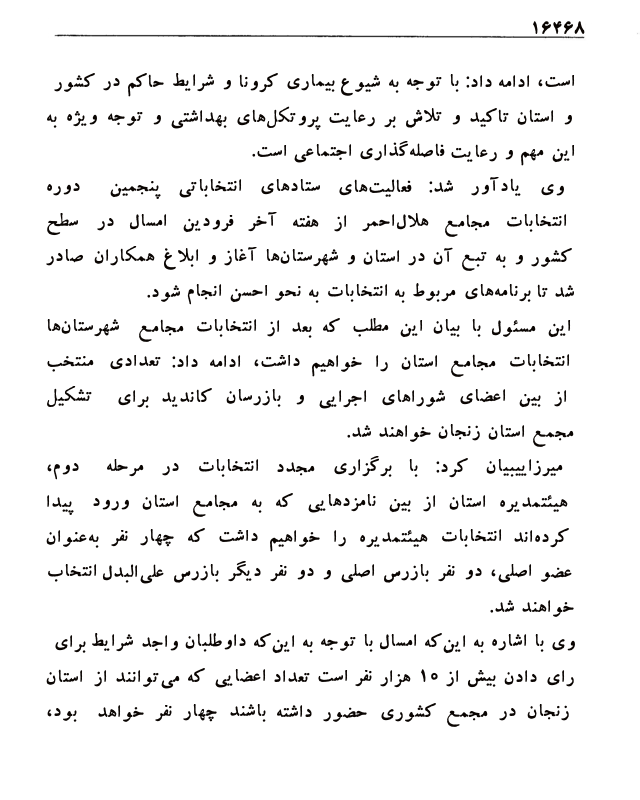 ۱۶۴۶۸
است، ادامه داد: با توجه به شیوع بیماری کرونا و شرایط حاکم در کشور
و استان تاکید و تلاش بر رعایت پروتکل‌های بهداشتی و توجه ویژه به
این مهم و رعایت فاصله‌گذاری اجتماعی است.
وی یادآور شد: فعالیت‌های ستادهای انتخاباتی پنجمین دوره
انتخابات مجامع هلال‌احمر از هفته آخر فرودین امسال در سطح
کشور و به تبع آن در استان و شهرستان‌ها آغاز و ابلاغ همکاران صادر
شد تا برنامه‌های مربوط به انتخابات به نحو احسن انجام شود.
این مسئول با بیان این مطلب که بعد از انتخابات مجامع شهرستان‌ها
انتخابات مجامع استان را خواهیم داشت، ادامه داد: تعدادی منتخب
از بین اعضای شوراهای اجرایی و بازرسان کاندید برای تشکیل
مجمع استان زنجان خواهند شد.
میرزاییبیان کرد: با برگزاری مجدد انتخابات در مرحله دوم،
هیئتمدیره استان از بین نامزدهایی که به مجامع استان ورود پیدا
کرده‌اند انتخابات هیئتمدیره را خواهیم داشت که چهار نفر به‌عنوان
عضو اصلی، دو نفر بازرس اصلی و دو نفر دیگر بازرس علی‌البدل انتخاب
خواهند شد.
وی با اشاره به این‌که امسال با توجه به این‌که داوطلبان واجد شرایط برای
رای دادن بیش از ۱۰ هزار نفر است تعداد اعضایی که می‌توانند از استان
زنجان در مجمع کشوری حضور داشته باشند چهار نفر خواهد بود،